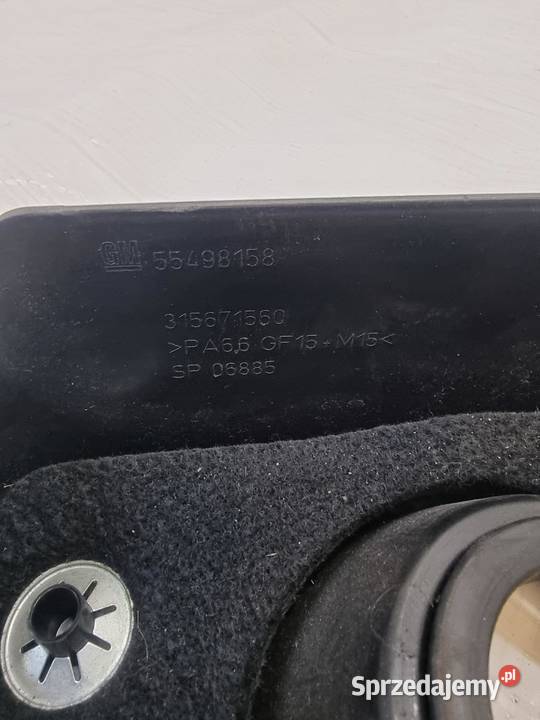 GM 55498158
315671560
>PA6,6 GF15-M15<
SP 06885
Sprzedajemy.pl